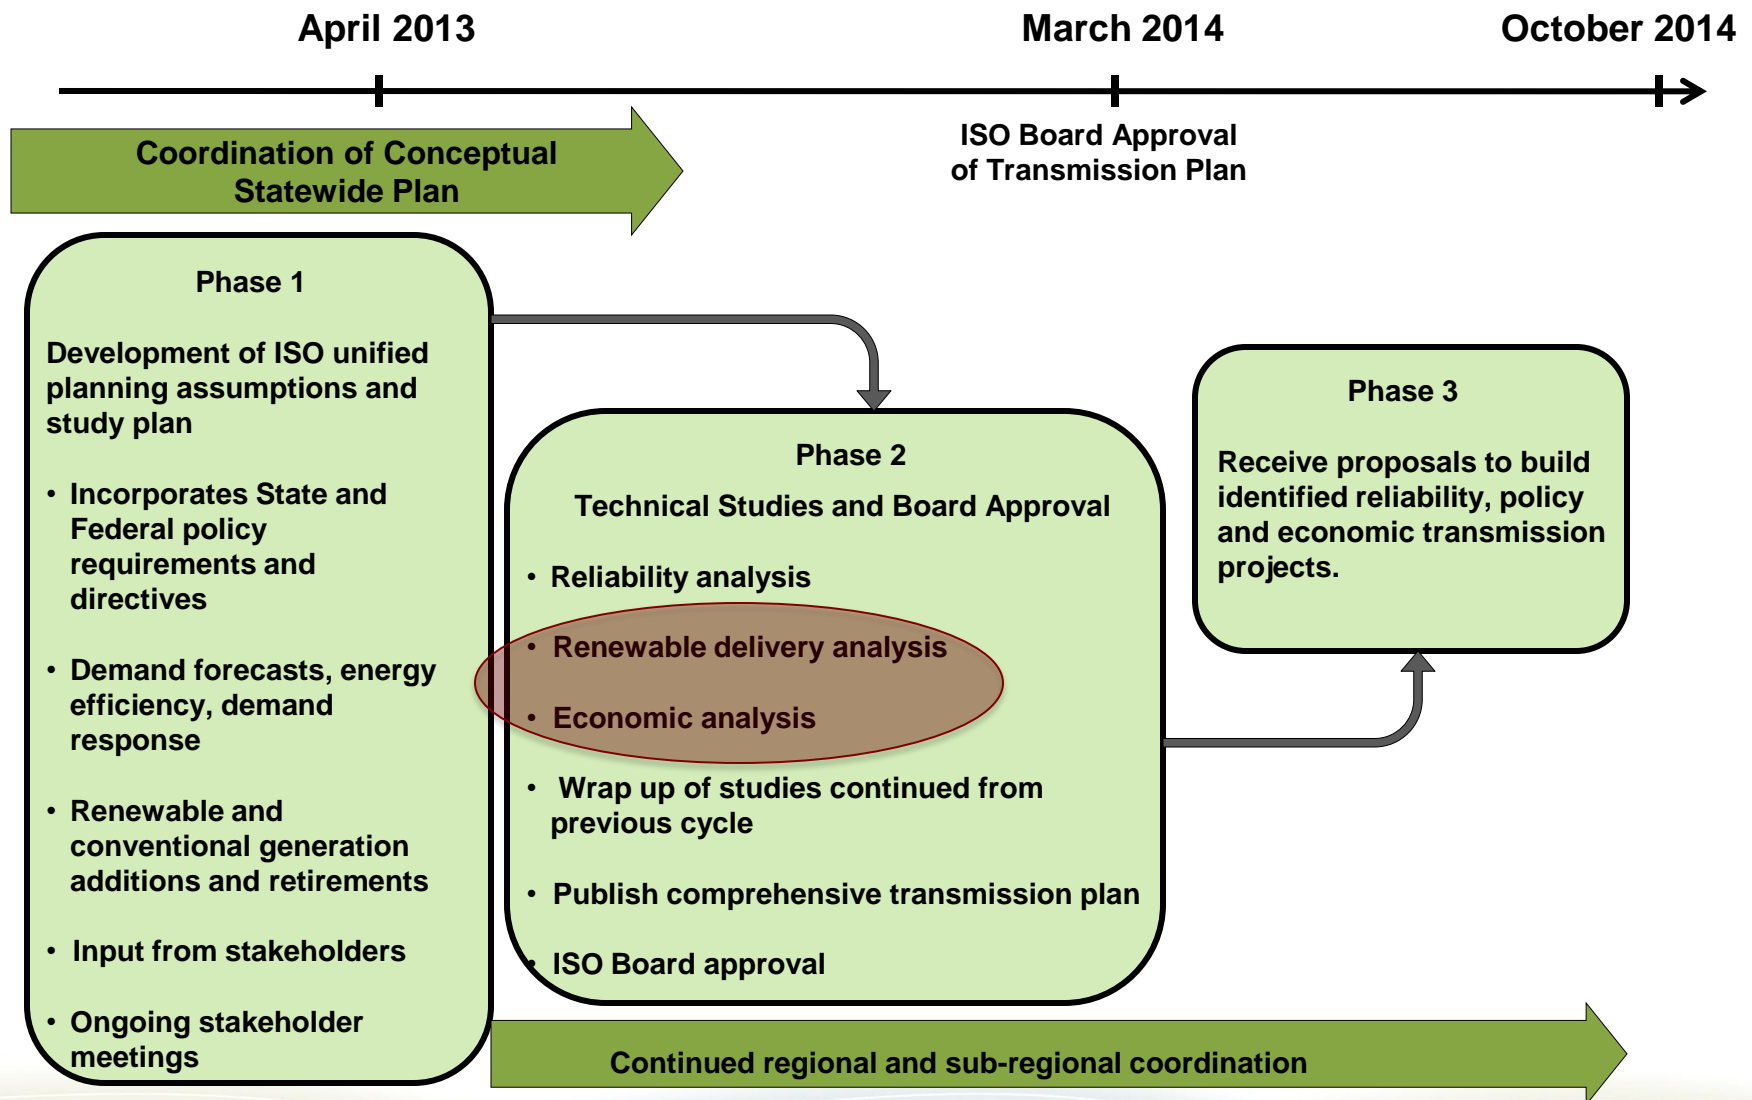 April 2013
March 2014
October 2014
ISO Board Approval
of Transmission Plan
Coordination of Conceptual
Statewide Plan
Phase 1
Development of ISO unified
planning assumptions and
study plan
• Incorporates State and
Federal policy
requirements and
directives
• Demand forecasts, energy
efficiency, demand
response
• Renewable and
conventional generation
additions and retirements
• Input from stakeholders
• Ongoing stakeholder
meetings
Phase 2
Technical Studies and Board Approval
• Reliability analysis
• Renewable delivery analysis
• Economic analysis
• Wrap up of studies continued from
previous cycle
• Publish comprehensive transmission plan
• ISO Board approval
Phase 3
Receive proposals to build
identified reliability, policy
and economic transmission
projects.
Continued regional and sub-regional coordination